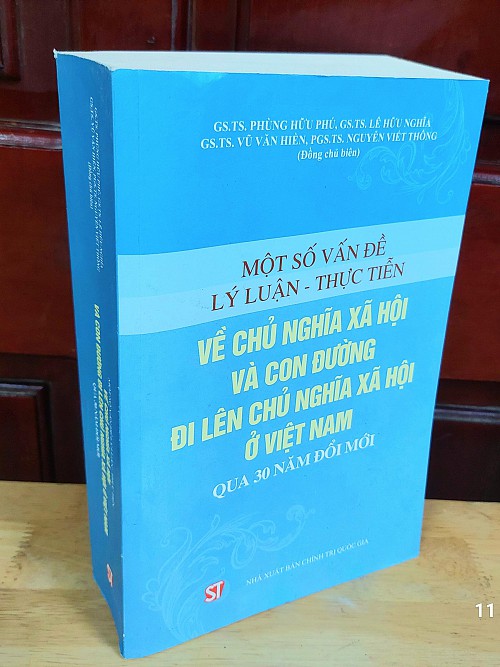 GS.TS. PHÙNG HỮU PHÚ, GS.TS. LÊ HỮU NGHĨA
GS.TS. VŨ VĂN HIỀN, PGS.TS. NGUYỄN VIẾT THÔNG
(Đồng chủ biên)
MỘT SỐ VẤN ĐỀ
LÝ LUẬN - THỰC TIỄN
VỀ CHỦ NGHĨA XÃ HỘI
VÀ CON ĐƯỜNG
ĐI LÊN CHỦ NGHĨA XÃ HỘI
Ở VIỆT NAM
QUA 30 NĂM ĐỔI MỚI
ST
NHÀ XUẤT BẢN CHÍNH TRỊ QUỐC GIA
11